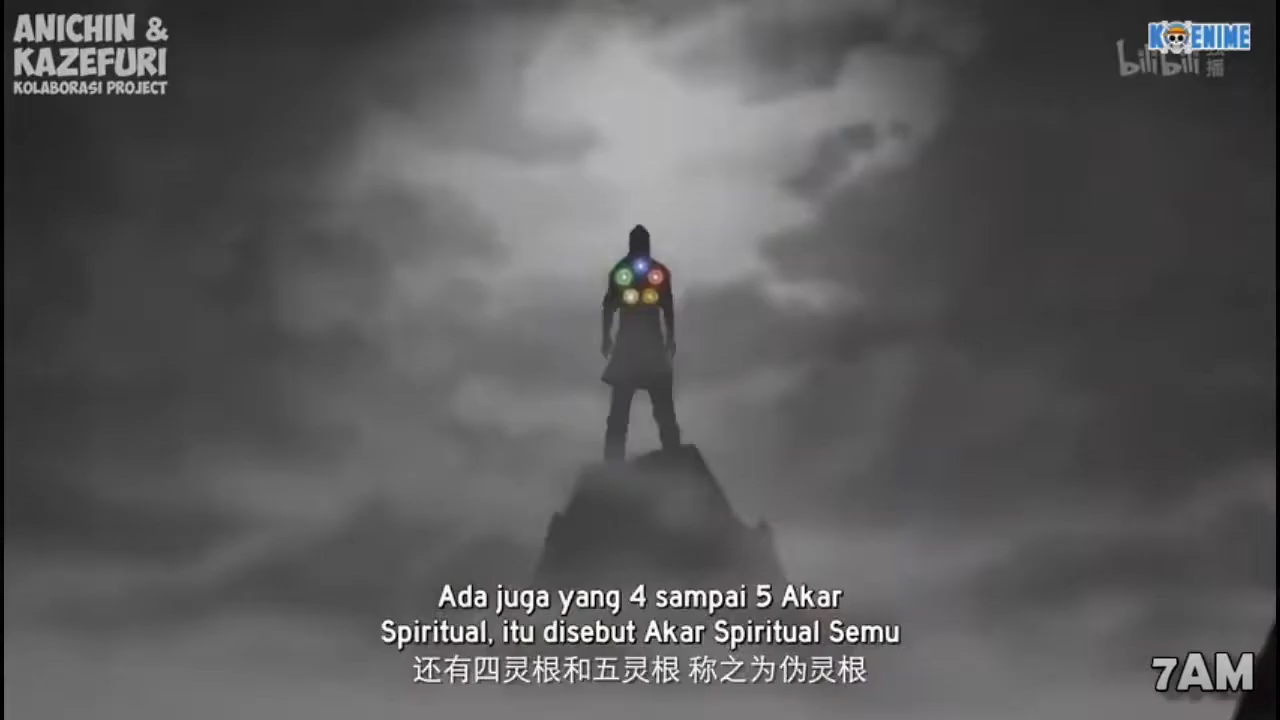 ANICHIN &
KAZEFURI
KOLABORASI PROJECT
KOENIME
bilibili
Ada juga yang 4 sampai 5 Akar
Spiritual, itu disebut Akar Spiritual Semu
还有四灵根和五灵根 称之为伪灵根
7AM